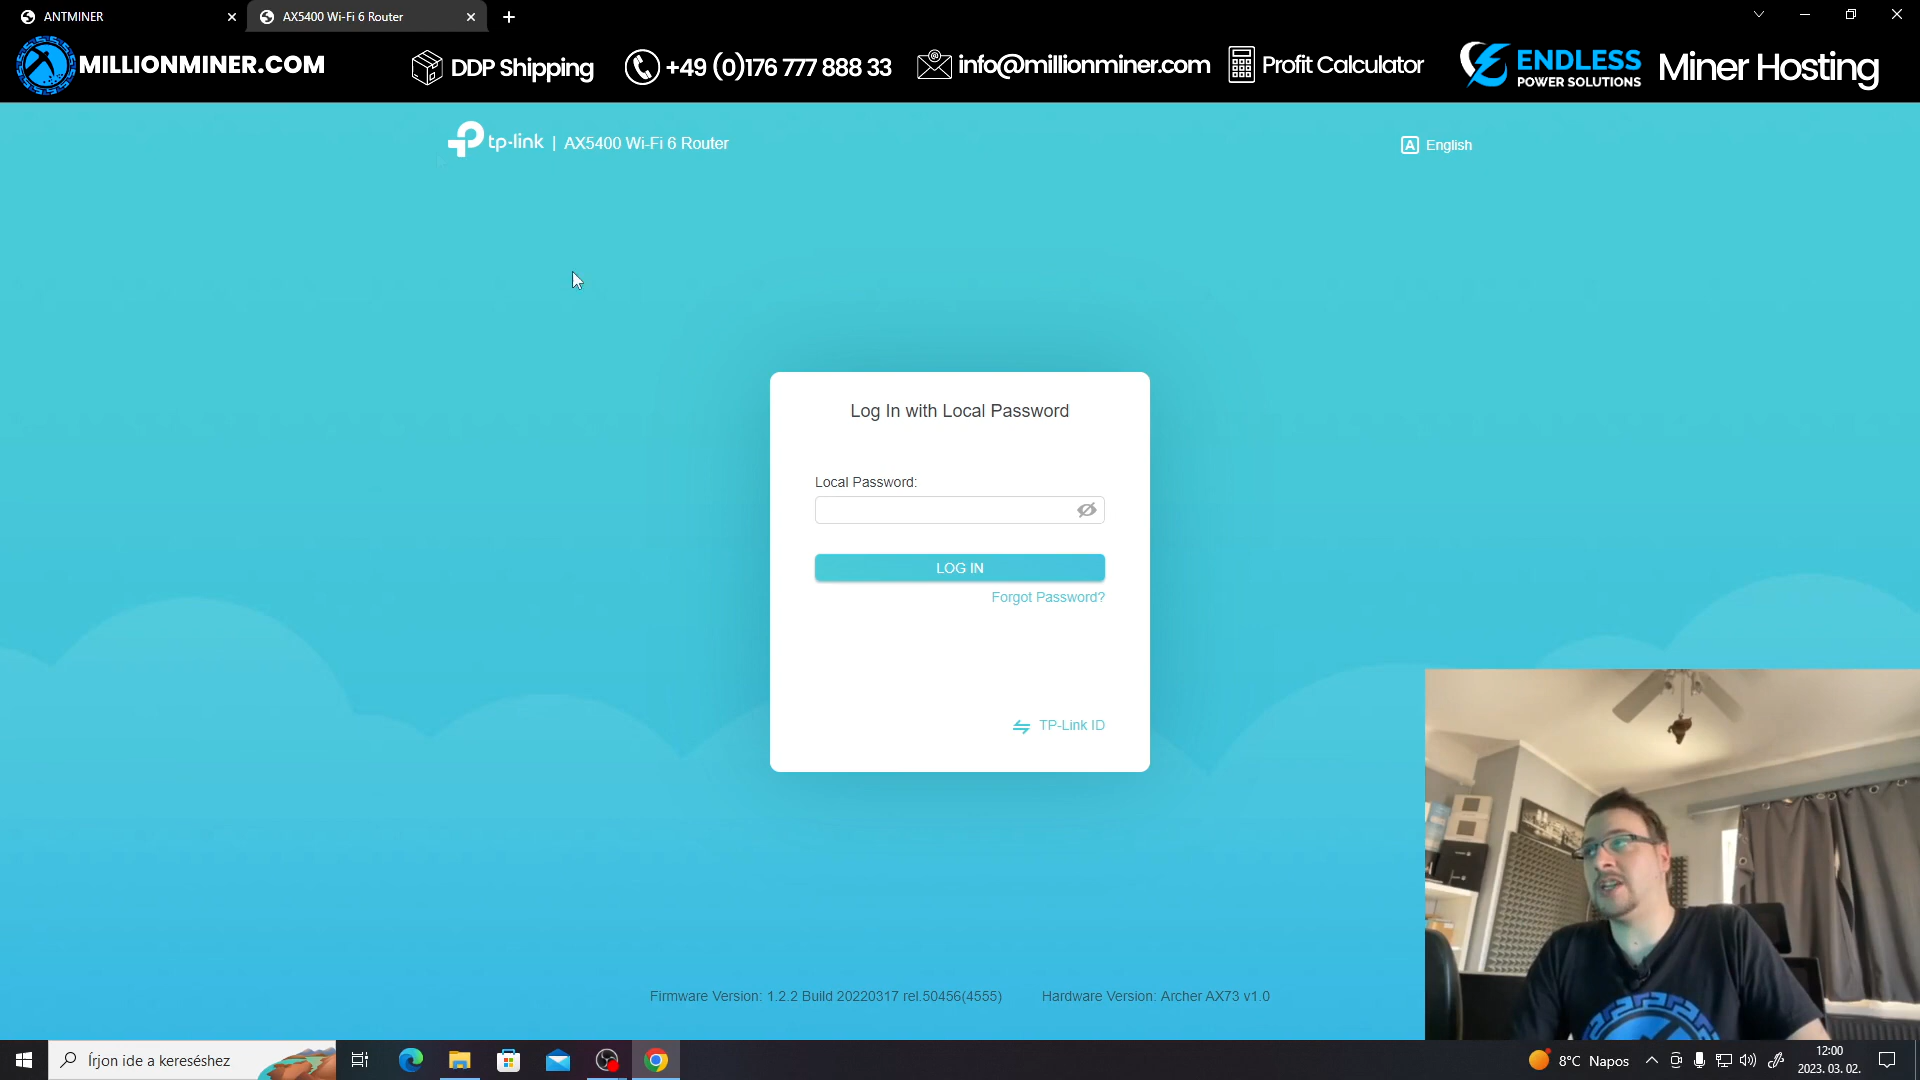 ANTMINER
AX5400 Wi-Fi 6 Router
MILLIONMINER.COM
DDP Shipping
+49 (0)176 777 888 33
info@millionminer.com
Profit Calculator
ENDLESS
POWER SOLUTIONS
Miner Hosting
tp-link | AX5400 Wi-Fi 6 Router
A English
Log In with Local Password
Local Password:
LOG IN
Forgot Password?
TP-Link ID
Firmware Version: 1.2.2 Build 20220317 rel.50456(4555)
Hardware Version: Archer AX73 v1.0
Írjon ide a kereséshez
8°C Napos
12:00
2023. 03. 02.